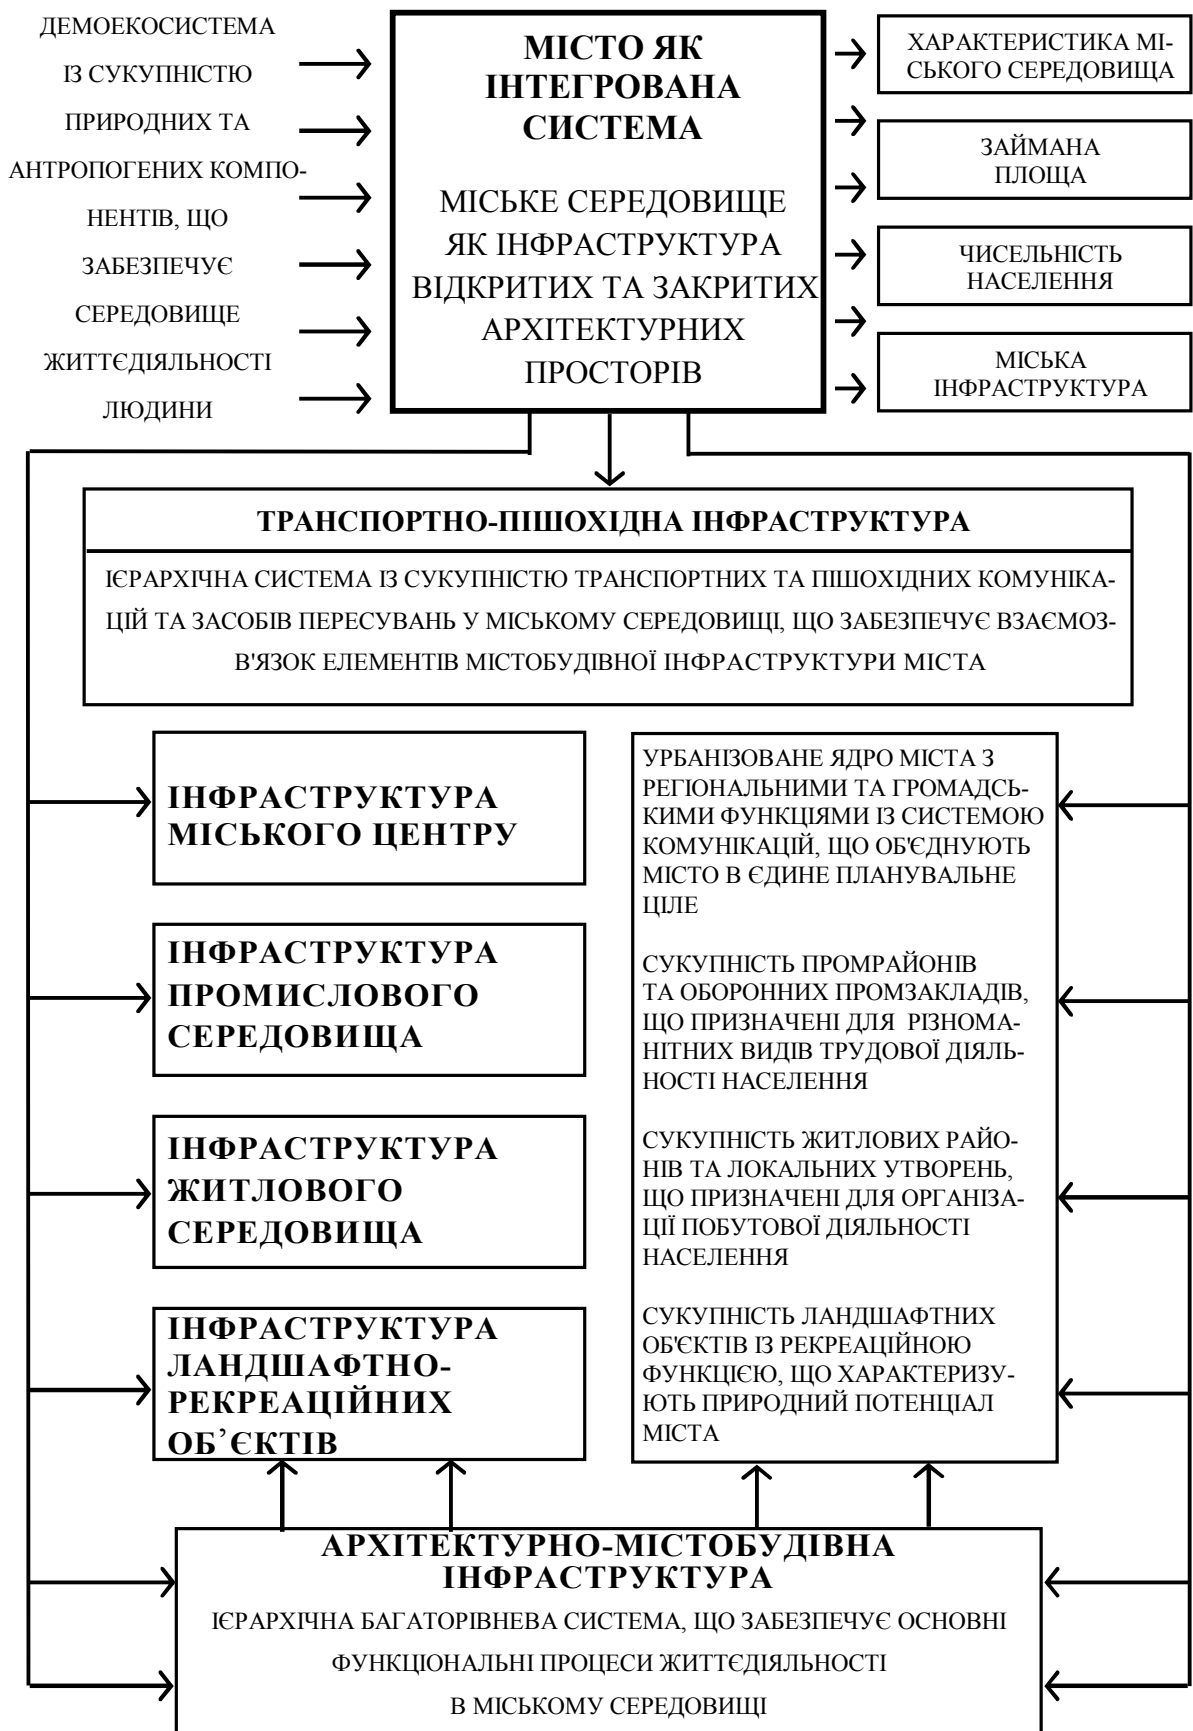 ДЕМОЕКОСИСТЕМА
ІЗ СУКУПНІСТЮ
ПРИРОДНИХ ТА
АНТРОПОГЕНИХ КОМПО-
НЕНТІВ, ЩО
ЗАБЕЗПЕЧУЄ
СЕРЕДОВИЩЕ
ЖИТТЄДІЯЛЬНОСТІ
ЛЮДИНИ
МІСТО ЯК
ІНТЕГРОВАНА
СИСТЕМА
МІСЬКЕ СЕРЕДОВИЩЕ
ЯК ІНФРАСТРУКТУРА
ВІДКРИТИХ ТА ЗАКРИТИХ
АРХІТЕКТУРНИХ
ПРОСТОРІВ
ХАРАКТЕРИСТИКА МІ-
СЬКОГО СЕРЕДОВИЩА
ЗАЙМАНА
ПЛОЩА
ЧИСЕЛЬНІСТЬ
НАСЕЛЕННЯ
МІСЬКА
ІНФРАСТРУКТУРА
ТРАНСПОРТНО-ПІШОХІДНА ІНФРАСТРУКТУРА
ІЄРАРХІЧНА СИСТЕМА ІЗ СУКУПНІСТЮ ТРАНСПОРТНИХ ТА ПІШОХІДНИХ КОМУНІКА-
ЦІЙ ТА ЗАСОБІВ ПЕРЕСУВАНЬ У МІСЬКОМУ СЕРЕДОВИЩІ, ЩО ЗАБЕЗПЕЧУЄ ВЗАЄМОЗ-
В'ЯЗОК ЕЛЕМЕНТІВ МІСТОБУДІВНОЇ ІНФРАСТРУКТУРИ МІСТА
ІНФРАСТРУКТУРА
МІСЬКОГО ЦЕНТРУ
ІНФРАСТРУКТУРА
ПРОМИСЛОВОГО
СЕРЕДОВИЩА
ІНФРАСТРУКТУРА
ЖИТЛОВОГО
СЕРЕДОВИЩА
ІНФРАСТРУКТУРА
ЛАНДШАФТНО-
РЕКРЕАЦІЙНИХ
ОБ’ЄКТІВ
УРБАНІЗОВАНЕ ЯДРО МІСТА З
РЕГІОНАЛЬНИМИ ТА ГРОМАДСЬ-
КИМИ ФУНКЦІЯМИ ІЗ СИСТЕМОЮ
КОМУНІКАЦІЙ, ЩО ОБ'ЄДНУЮТЬ
МІСТО В ЄДИНЕ ПЛАНУВАЛЬНЕ
ЦІЛЕ
СУКУПНІСТЬ ПРОМРАЙОНІВ
ТА ОБОРОННИХ ПРОМЗАКЛАДІВ,
ЩО ПРИЗНАЧЕНІ ДЛЯ РІЗНОМА-
НІТНИХ ВИДІВ ТРУДОВОЇ ДІЯЛЬ-
НОСТІ НАСЕЛЕННЯ
СУКУПНІСТЬ ЖИТЛОВИХ РАЙО-
НІВ ТА ЛОКАЛЬНИХ УТВОРЕНЬ,
ЩО ПРИЗНАЧЕНІ ДЛЯ ОРГАНІЗА-
ЦІЇ ПОБУТОВОЇ ДІЯЛЬНОСТІ
НАСЕЛЕННЯ
СУКУПНІСТЬ ЛАНДШАФТНИХ
ОБ'ЄКТІВ ІЗ РЕКРЕАЦІЙНОЮ
ФУНКЦІЄЮ, ЩО ХАРАКТЕРИЗУ-
ЮТЬ ПРИРОДНИЙ ПОТЕНЦІАЛ
МІСТА
АРХІТЕКТУРНО-МІСТОБУДІВНА
ІНФРАСТРУКТУРА
ІЄРАРХІЧНА БАГАТОРІВНЕВА СИСТЕМА, ЩО ЗАБЕЗПЕЧУЄ ОСНОВНІ
ФУНКЦІОНАЛЬНІ ПРОЦЕСИ ЖИТТЄДІЯЛЬНОСТІ
В МІСЬКОМУ СЕРЕДОВИЩІ